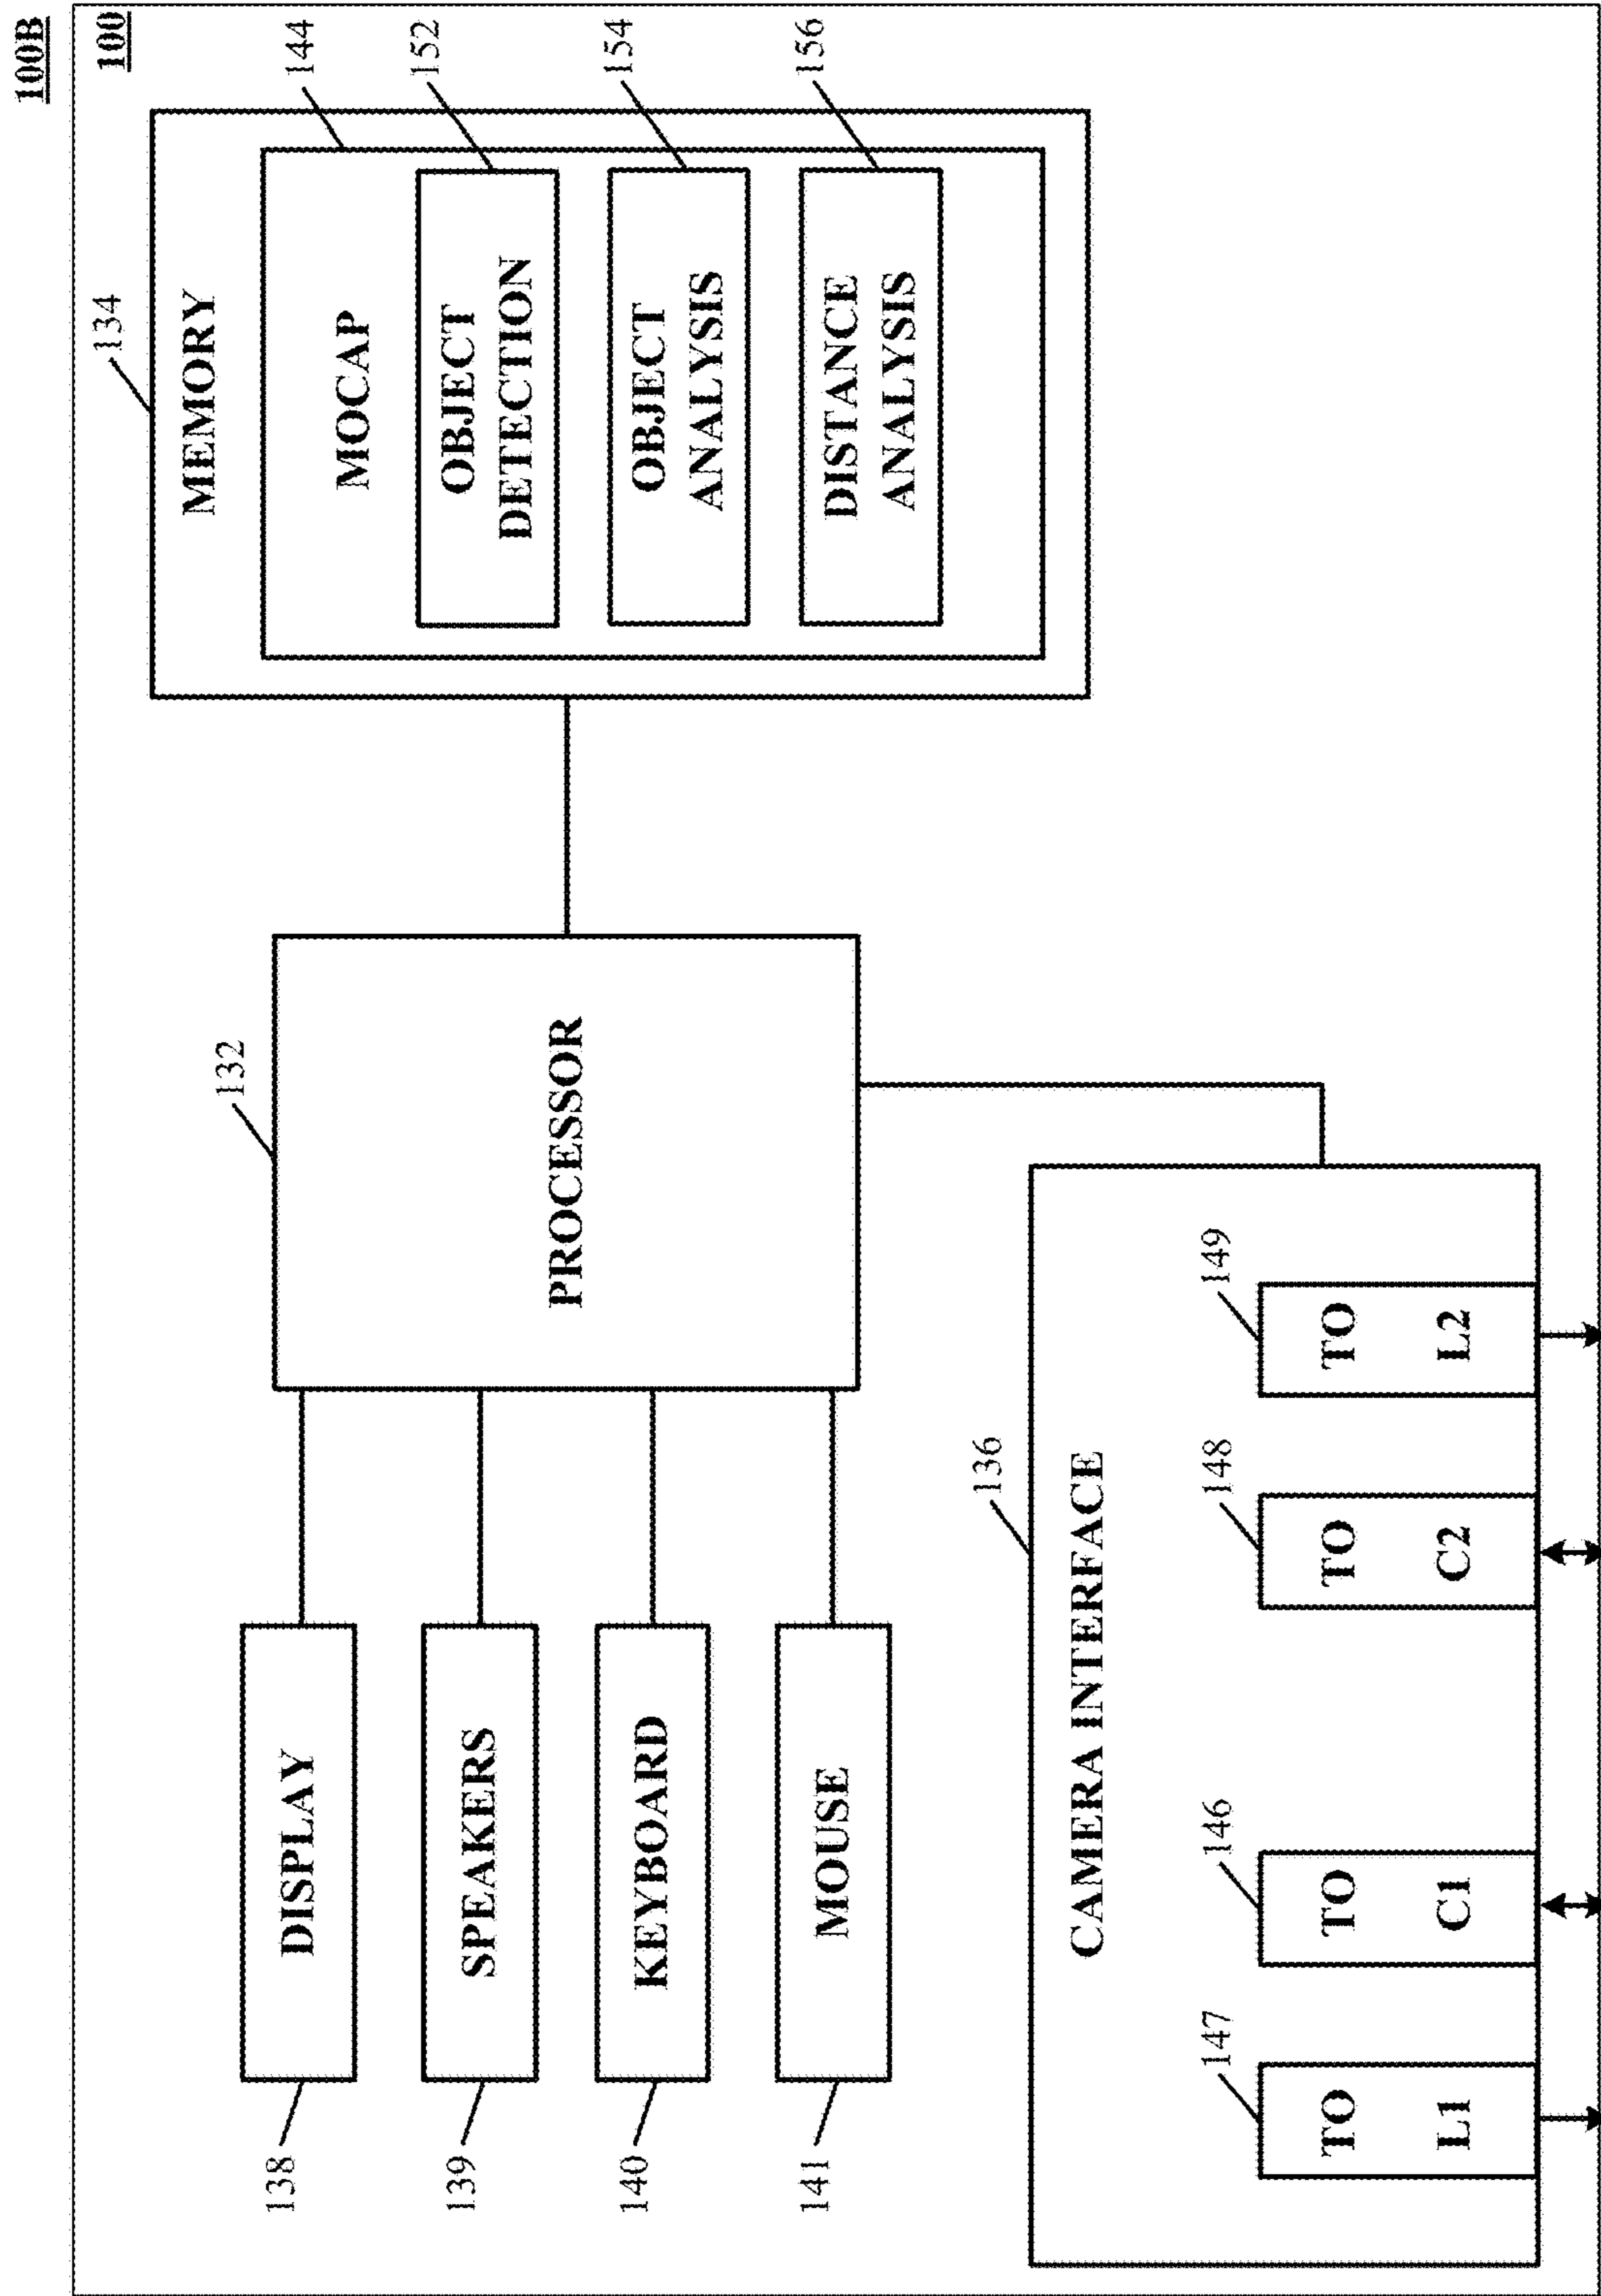 100B
100
138
DISPLAY
139
SPEAKERS
140
KEYBOARD
141
MOUSE
132
PROCESSOR
134
MEMORY
144
MOCAP
152
OBJECT
DETECTION
154
OBJECT
ANALYSIS
156
DISTANCE
ANALYSIS
136
CAMERA INTERFACE
147
TO
L1
146
TO
C1
148
TO
C2
149
TO
L2